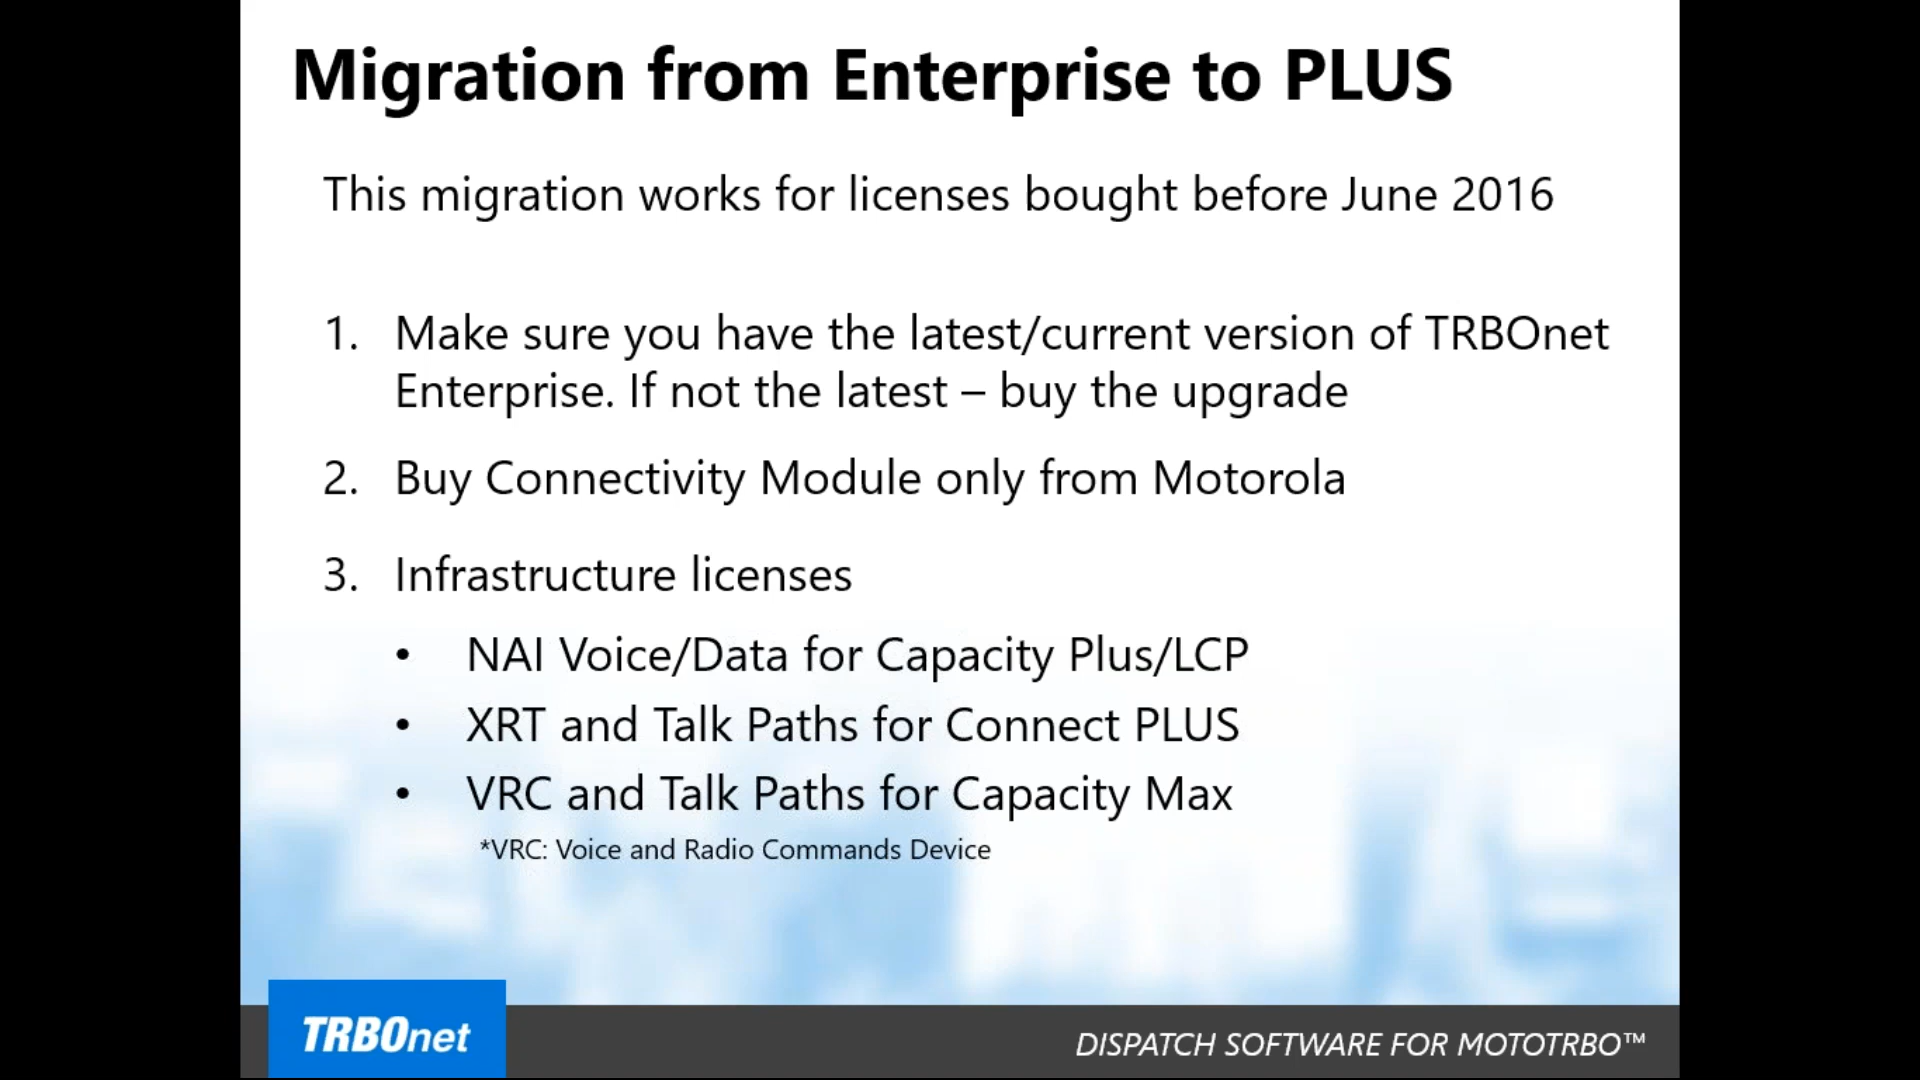 Migration from Enterprise to PLUS
This migration works for licenses bought before June 2016
1. Make sure you have the latest/current version of TRBOnet
Enterprise. If not the latest – buy the upgrade
2. Buy Connectivity Module only from Motorola
3. Infrastructure licenses
• NAI Voice/Data for Capacity Plus/LCP
• XRT and Talk Paths for Connect PLUS
• VRC and Talk Paths for Capacity Max
*VRC: Voice and Radio Commands Device
TRBOnet
DISPATCH SOFTWARE FOR MOTOTRBO™